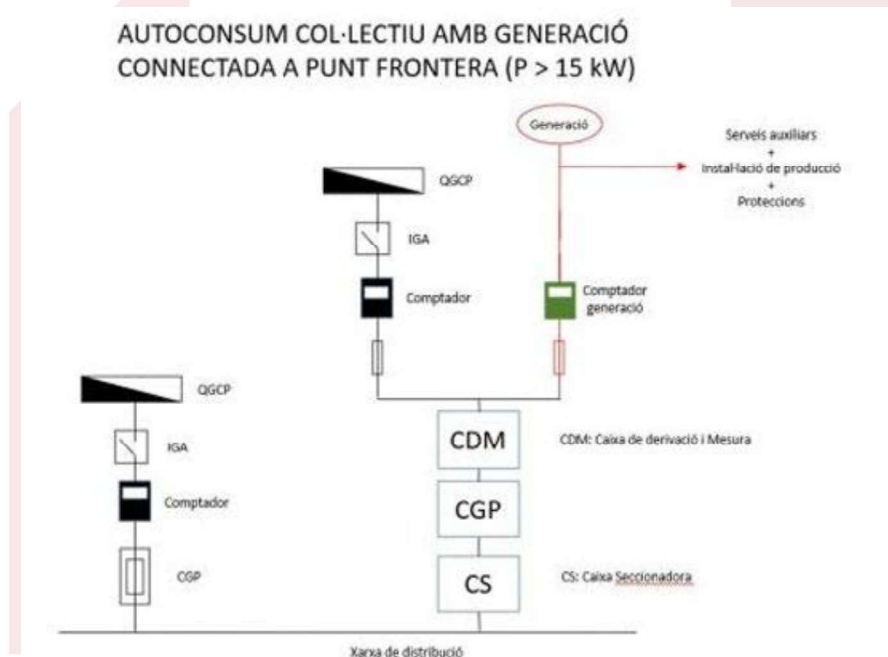 AUTOCONSUM COL·LECTIU AMB GENERACIÓ
CONNECTADA A PUNT FRONTERA (P > 15 kW)
Generació
Serveis auxiliars
+
Instal·lació de producció
+
Proteccions
QGCP
IGA
Comptador
Comptador
generació
QGCP
IGA
Comptador
CGP
CDM
CDM: Caixa de derivació i Mesura
CGP
CS
CS: Caixa Seccionadora
Xarxa de distribució